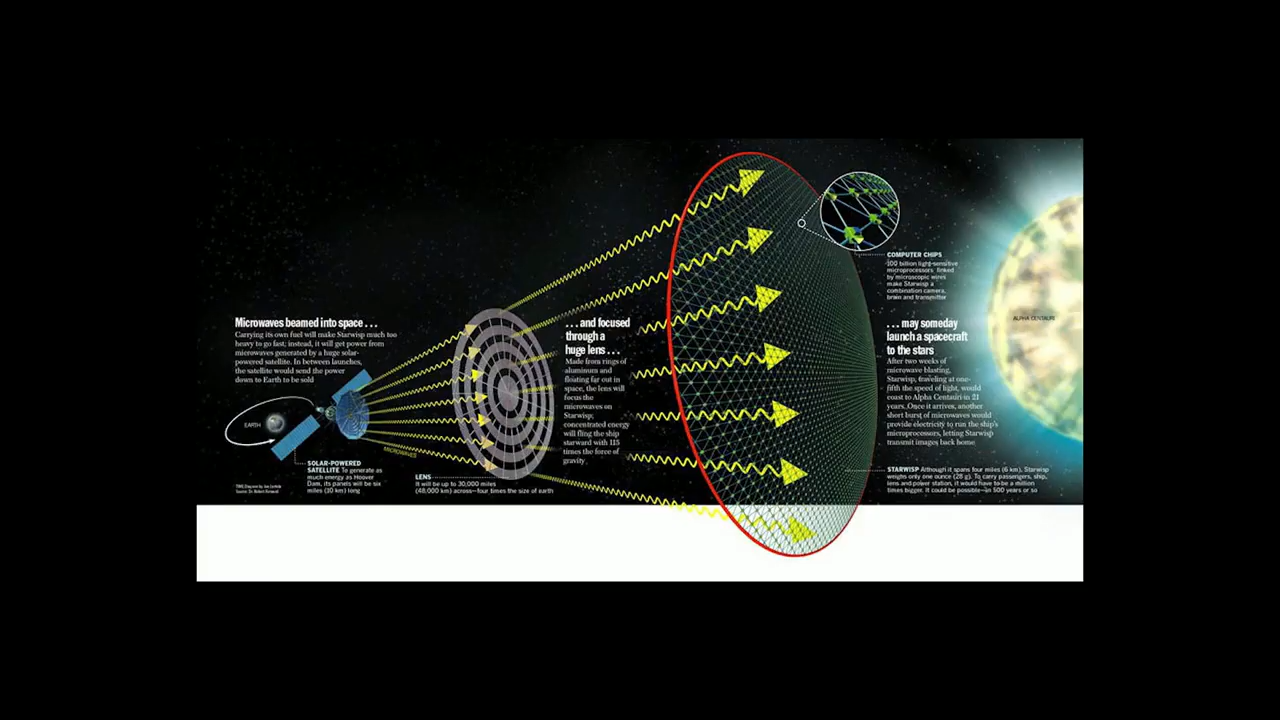 Microwaves beamed into space . . .
Carrying its own fuel will make Starwisp much too
heavy to go fast; instead, it will get power from
microwaves generated by a huge solar-
powered satellite. In between launches,
the satellite would send the power
down to Earth to be sold
EARTH
SOLAR-POWERED
SATELLITE To generate as
much energy as Hoover
Dam, its panels will be six
miles (10 km) long
TIME Diagram by Joe Lertola
Source: Dr. Robert Forward
MICROWAVES
LENS
It will be up to 30,000 miles
(48,000 km) across—four times the size of earth
. . . and focused
through a
huge lens . . .
Made from rings of
aluminum and
floating far out in
space, the lens will
focus the
microwaves on
Starwisp;
concentrated energy
will fling the ship
starward with 115
times the force of
gravity
COMPUTER CHIPS
100 billion light-sensitive
microprocessors linked
by microscopic wires
make Starwisp a
combination camera,
brain and transmitter
ALPHA CENTAURI
. . . may someday
launch a spacecraft
to the stars
After two weeks of
microwave blasting,
Starwisp, traveling at one-
fifth the speed of light, would
coast to Alpha Centauri in 21
years. Once it arrives, another
short burst of microwaves would
provide electricity to run the ship's
microprocessors, letting Starwisp
transmit images back home
STARWISP Although it spans four miles (6 km), Starwisp
weighs only one ounce (28 g). To carry passengers, ship,
lens and power station, it would have to be a million
times bigger. It could be possible—in 500 years or so